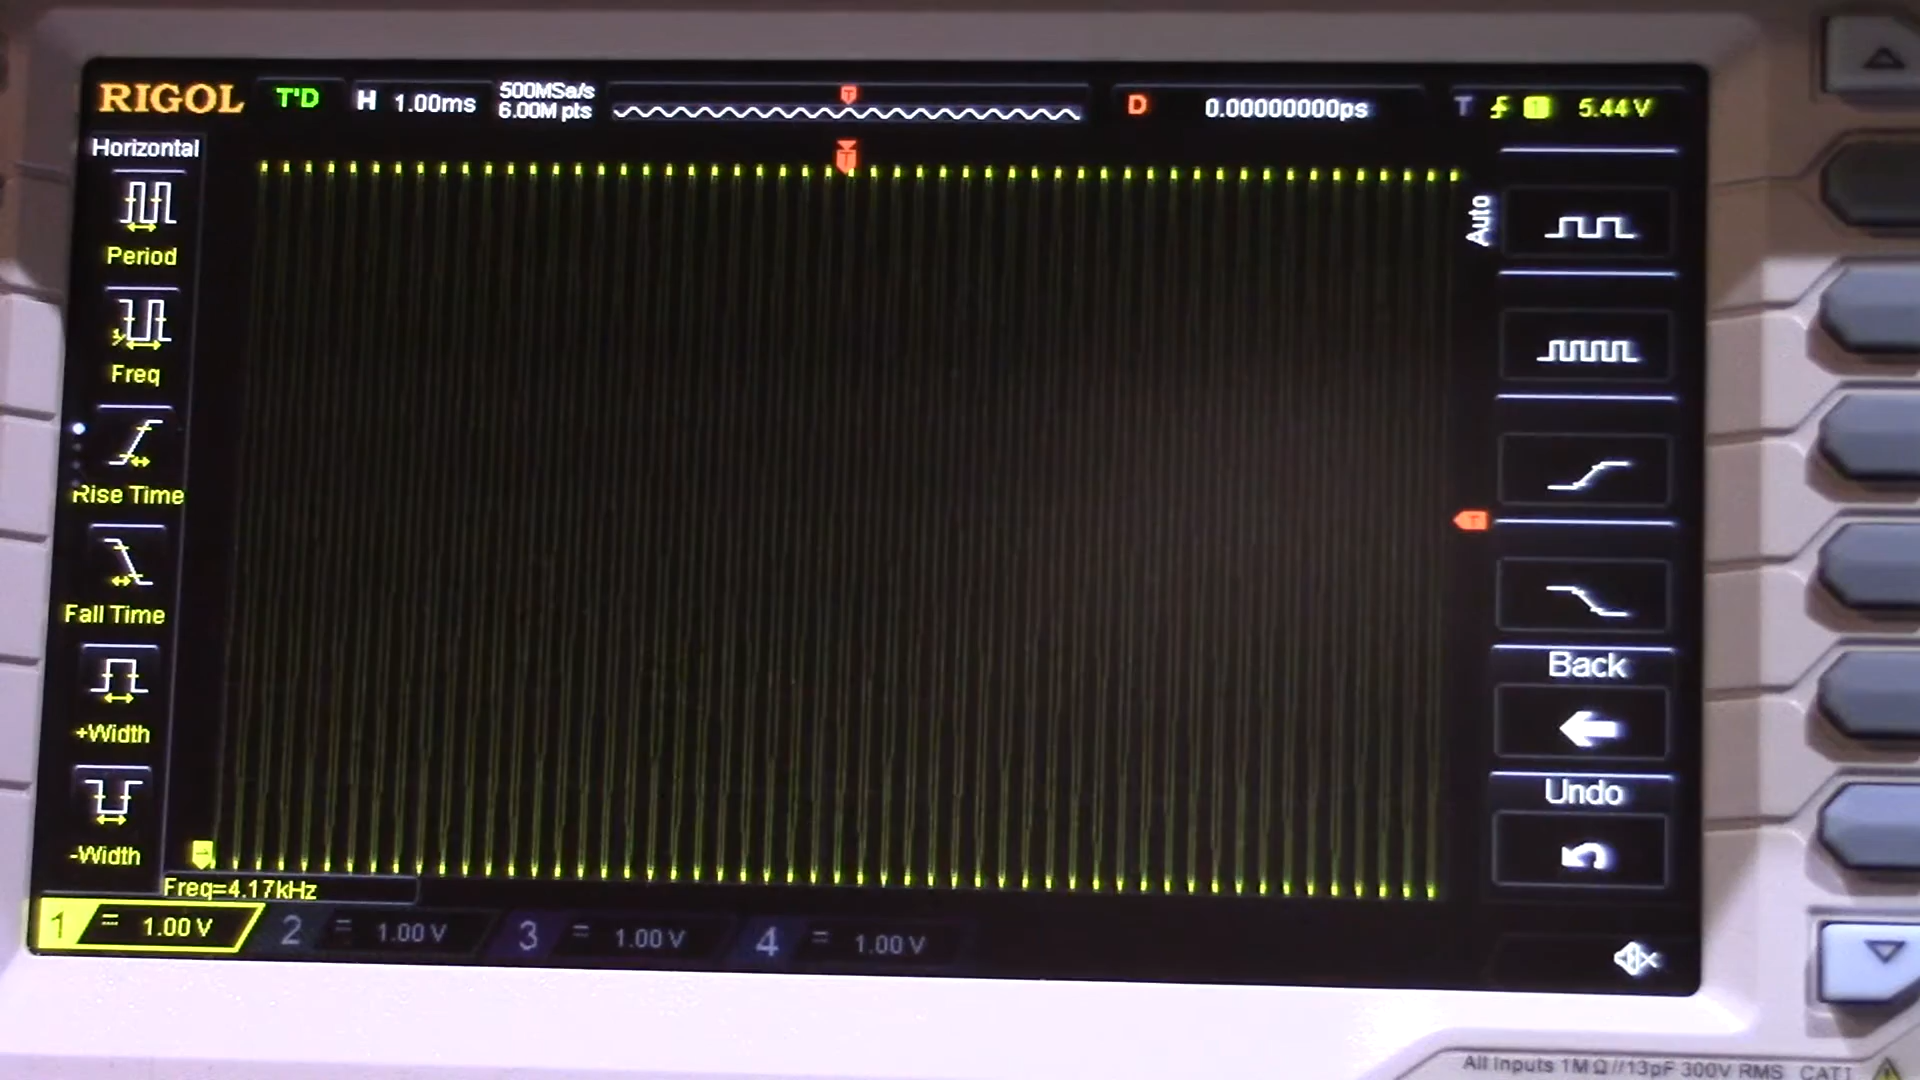 RIGOL T'D H 1.00ms 500MSa/s 6.00M pts T D 0.00000000ps T 1 5.44 V
Horizontal
T
Period
Auto
Freq
Rise Time
T
Fall Time
Back
+Width
Undo
-Width
Freq=4.17kHz
1 = 1.00 V 2 = 1.00 V 3 = 1.00 V 4 = 1.00 V
All Inputs 1MΩ//13pF 300V RMS CAT I